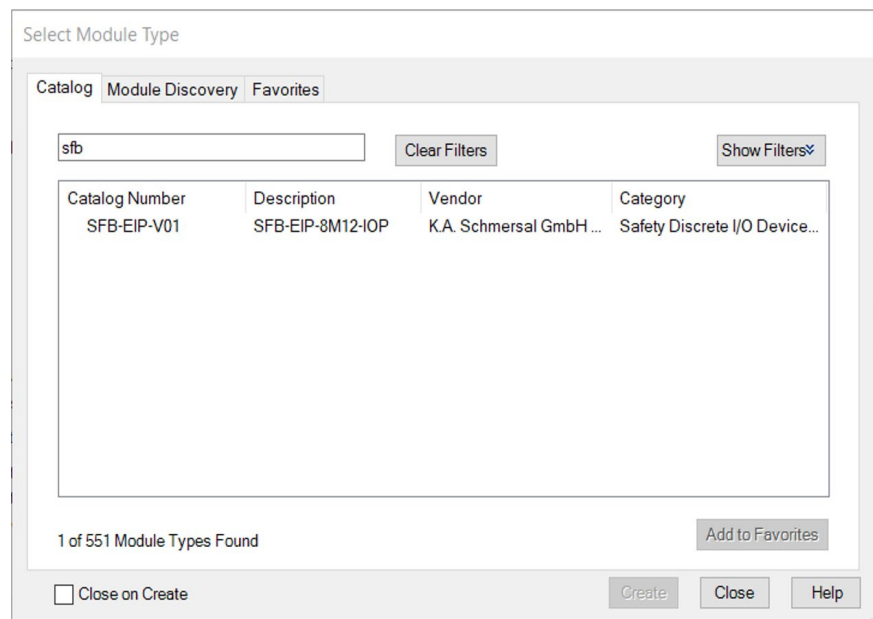 Select Module Type
Catalog Module Discovery Favorites
sfb Clear Filters Show Filters
Catalog Number Description Vendor Category
SFB-EIP-V01 SFB-EIP-8M12-IOP K.A. Schmersal GmbH ... Safety Discrete I/O Device...
1 of 551 Module Types Found Add to Favorites
Close on Create Create Close Help